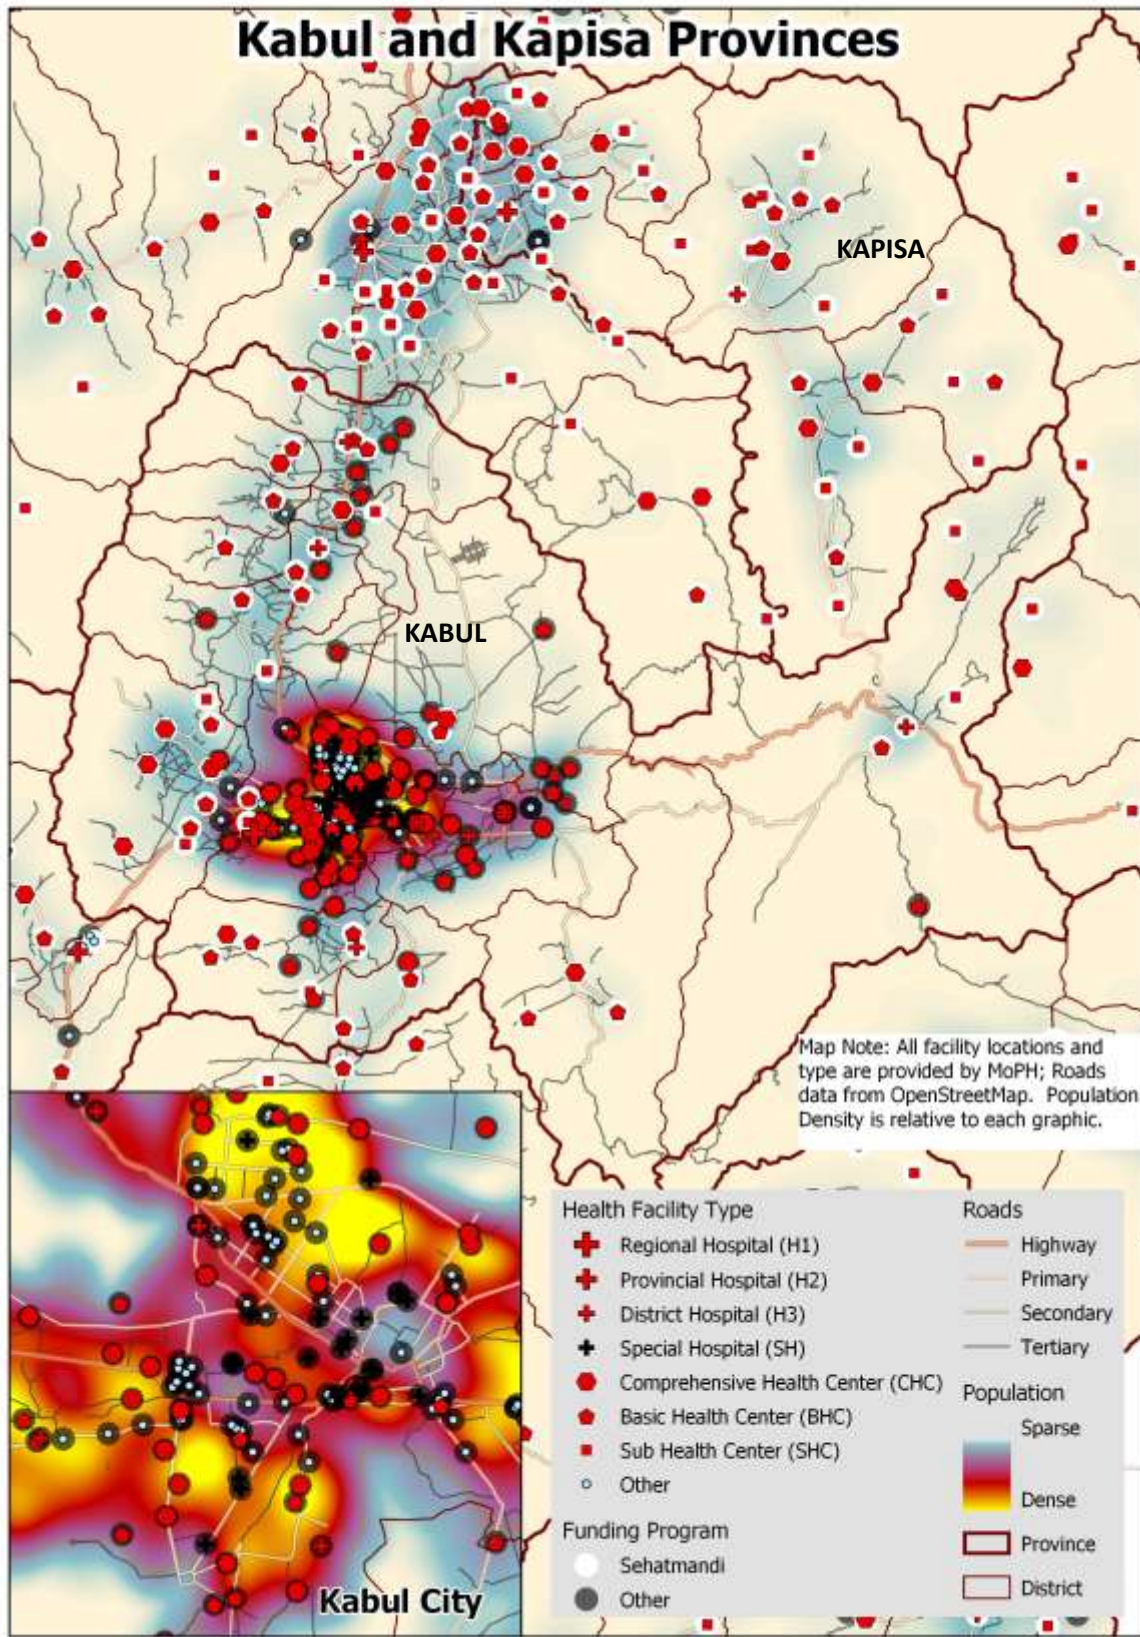 Kabul and Kapisa Provinces
KAPISA
KABUL
Map Note: All facility locations and
type are provided by MoPH; Roads
data from OpenStreetMap. Population
Density is relative to each graphic.
Health Facility Type
Regional Hospital (H1)
Provincial Hospital (H2)
District Hospital (H3)
Special Hospital (SH)
Comprehensive Health Center (CHC)
Basic Health Center (BHC)
Sub Health Center (SHC)
Other
Funding Program
Sehatmandi
Other
Roads
Highway
Primary
Secondary
Tertiary
Population
Sparse
Dense
Province
District
Kabul City